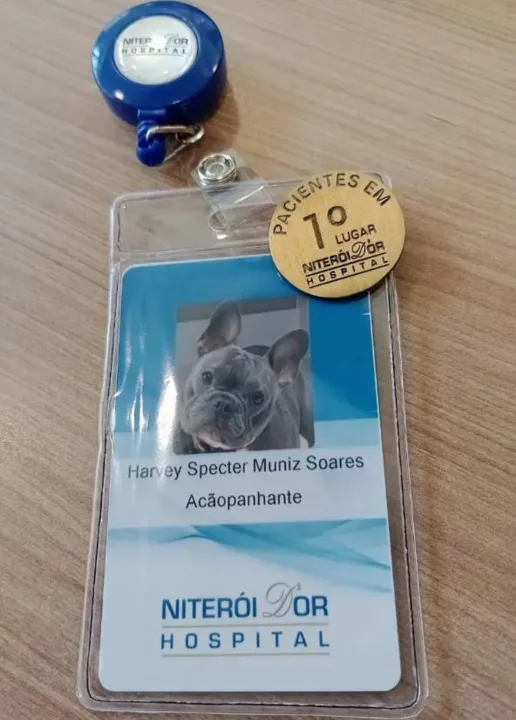 NITERÓI D'OR
HOSPITAL
PACIENTES EM
1º
LUGAR
NITERÓI D'OR
HOSPITAL
Harvey Specter Muniz Soares
Acãopanhante
NITERÓI D'OR
HOSPITAL